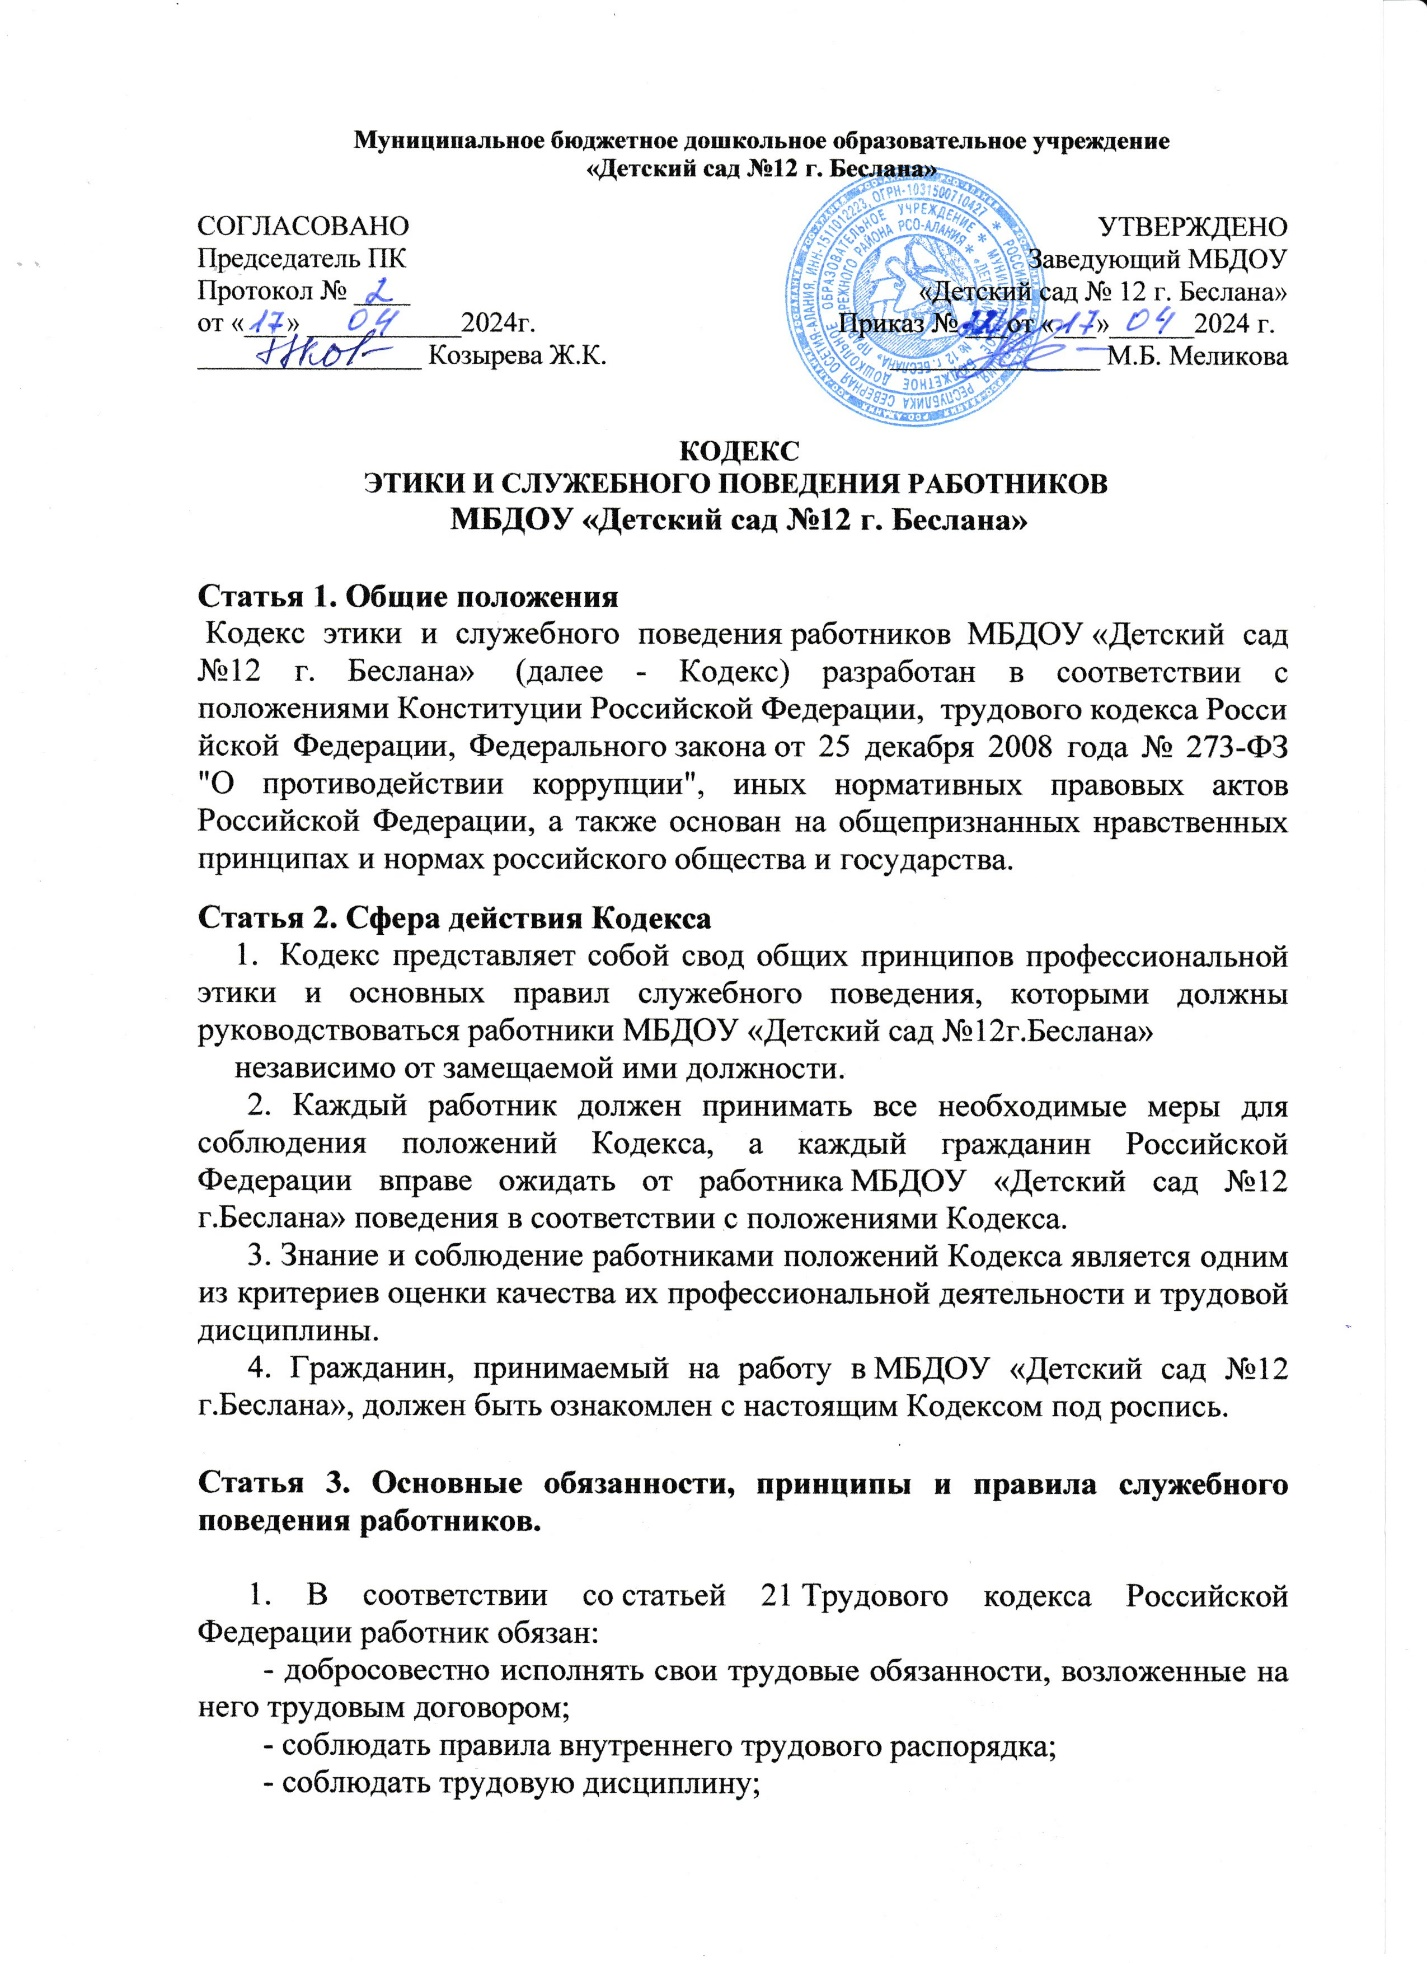 Муниципальное бюджетное дошкольное образовательное учреждение
«Детский сад №12 г. Беслана»
СОГЛАСОВАНО
Председатель ПК
Протокол № 2
от «17» 04 2024г.
Козырева Ж.К.
УТВЕРЖДЕНО
Заведующий МБДОУ
«Детский сад № 12 г. Беслана»
Приказ № от «17» 04 2024 г.
М.Б. Меликова
КОДЕКС
ЭТИКИ И СЛУЖЕБНОГО ПОВЕДЕНИЯ РАБОТНИКОВ
МБДОУ «Детский сад №12 г. Беслана»
Статья 1. Общие положения
Кодекс этики и служебного поведения работников МБДОУ «Детский сад
№12 г. Беслана» (далее - Кодекс) разработан в соответствии с
положениями Конституции Российской Федерации, трудового кодекса Росси
йской Федерации, Федерального закона от 25 декабря 2008 года № 273-ФЗ
"О противодействии коррупции", иных нормативных правовых актов
Российской Федерации, а также основан на общепризнанных нравственных
принципах и нормах российского общества и государства.
Статья 2. Сфера действия Кодекса
1. Кодекс представляет собой свод общих принципов профессиональной
этики и основных правил служебного поведения, которыми должны
руководствоваться работники МБДОУ «Детский сад №12г.Беслана»
независимо от замещаемой ими должности.
2. Каждый работник должен принимать все необходимые меры для
соблюдения положений Кодекса, а каждый гражданин Российской
Федерации вправе ожидать от работника МБДОУ «Детский сад №12
г.Беслана» поведения в соответствии с положениями Кодекса.
3. Знание и соблюдение работниками положений Кодекса является одним
из критериев оценки качества их профессиональной деятельности и трудовой
дисциплины.
4. Гражданин, принимаемый на работу в МБДОУ «Детский сад №12
г.Беслана», должен быть ознакомлен с настоящим Кодексом под роспись.
Статья 3. Основные обязанности, принципы и правила служебного
поведения работников.
1. В соответствии со статьей 21 Трудового кодекса Российской
Федерации работник обязан:
- добросовестно исполнять свои трудовые обязанности, возложенные на
него трудовым договором;
- соблюдать правила внутреннего трудового распорядка;
- соблюдать трудовую дисциплину;